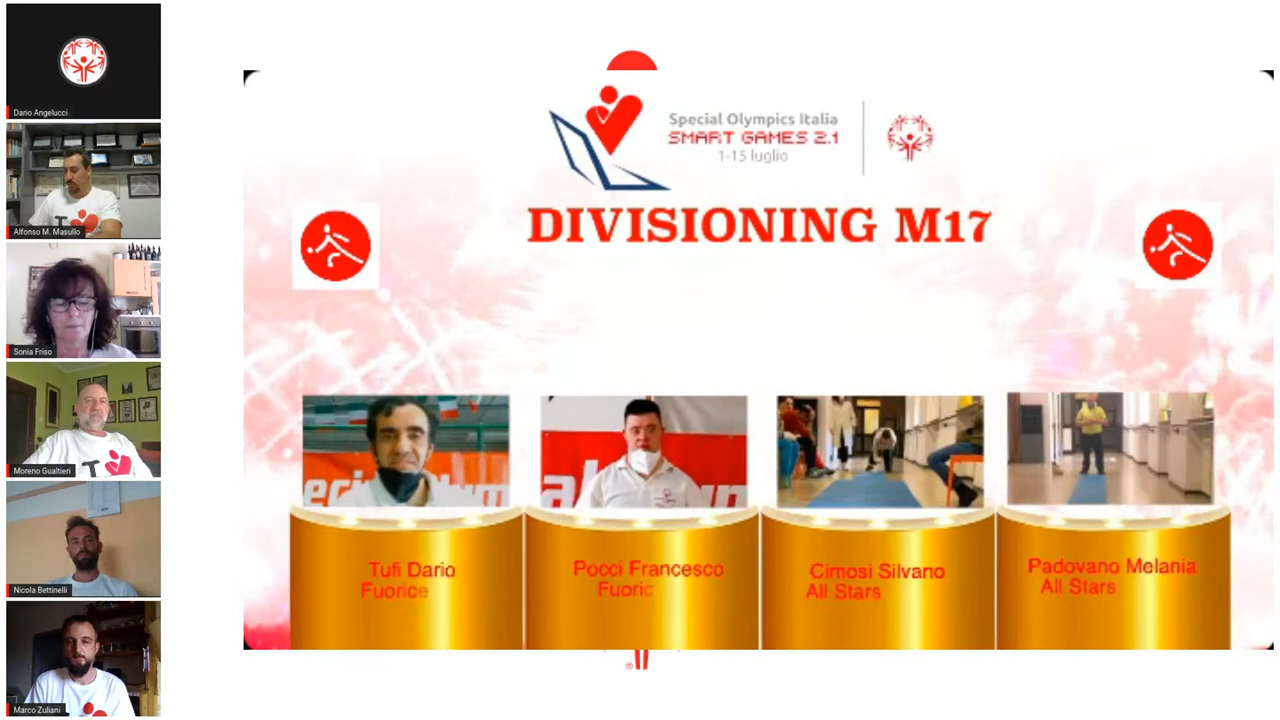 Dario Angelucci
Alfonso M. Masullo
Sonia Friso
Moreno Gualtieri
Nicola Bettinelli
Marco Zuliani
Special Olympics Italia
SMART GAMES 2.1
1-15 luglio
DIVISIONING M17
Tufi Dario
Fuorice
Pocci Francesco
Fuoric
Cimosi Silvano
All Stars
Padovano Melania
All Stars